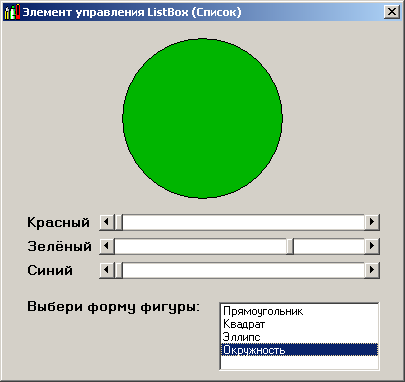 Элемент управления ListBox (Список)
Красный
Зелёный
Синий
Выбери форму фигуры:
Прямоугольник
Квадрат
Эллипс
Окружность